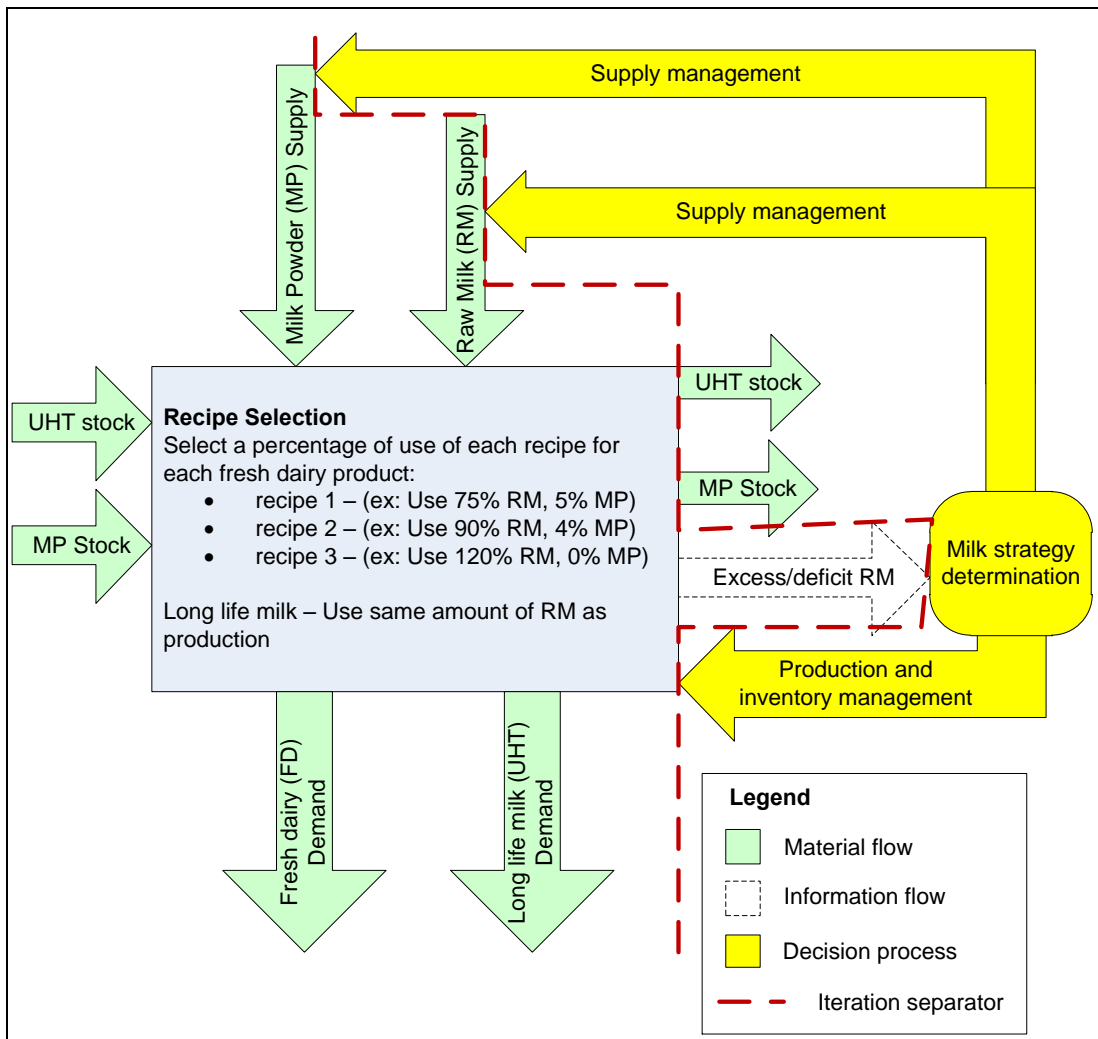 Supply management
Milk Powder (MP) Supply
Raw Milk (RM) Supply
Supply management
UHT stock
MP Stock
Recipe Selection
Select a percentage of use of each recipe for
each fresh dairy product:
• recipe 1 – (ex: Use 75% RM, 5% MP)
• recipe 2 – (ex: Use 90% RM, 4% MP)
• recipe 3 – (ex: Use 120% RM, 0% MP)
Long life milk – Use same amount of RM as
production
UHT stock
MP Stock
Excess/deficit RM
Milk strategy
determination
Production and
inventory management
Fresh dairy (FD)
Demand
Long life milk (UHT)
Demand
Legend
Material flow
Information flow
Decision process
Iteration separator